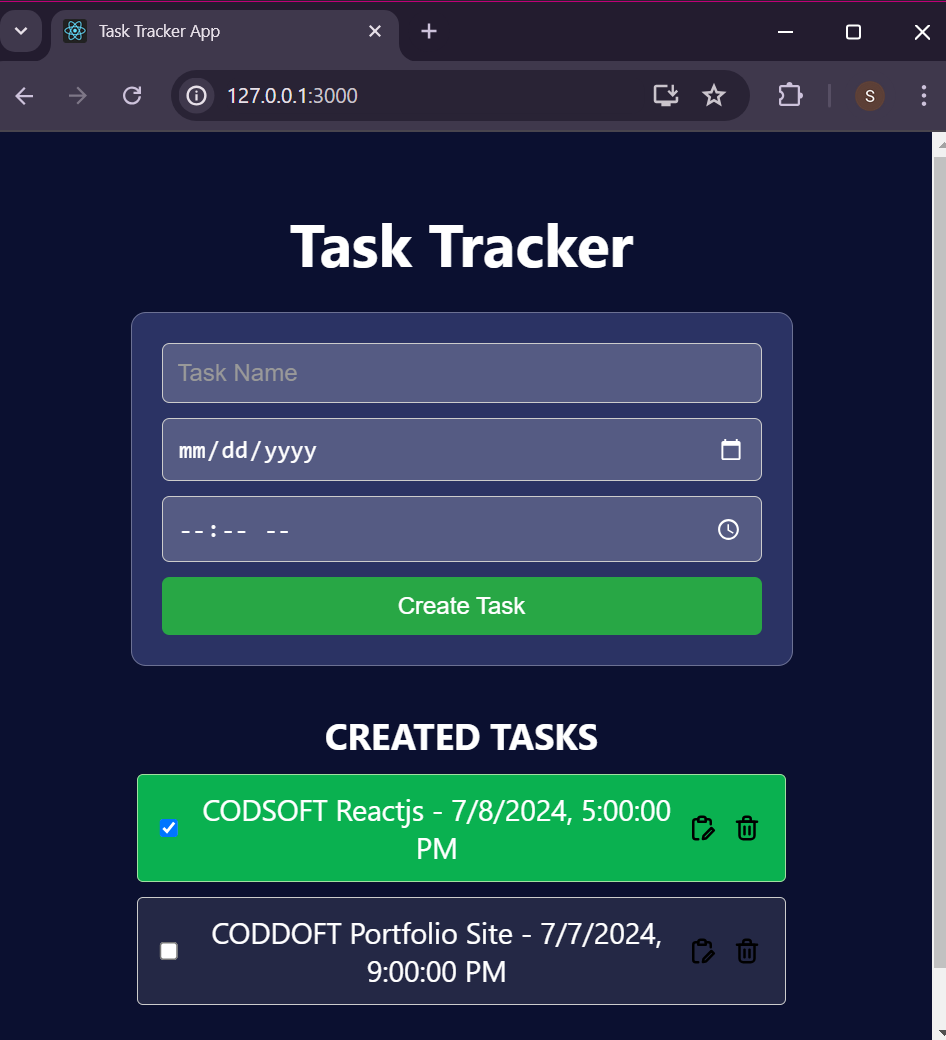 Task Tracker App
127.0.0.1:3000
S
Task Tracker
Task Name
mm/dd/yyyy
--:-- --
Create Task
CREATED TASKS
CODSOFT Reactjs - 7/8/2024, 5:00:00
PM
CODDOFT Portfolio Site - 7/7/2024,
9:00:00 PM